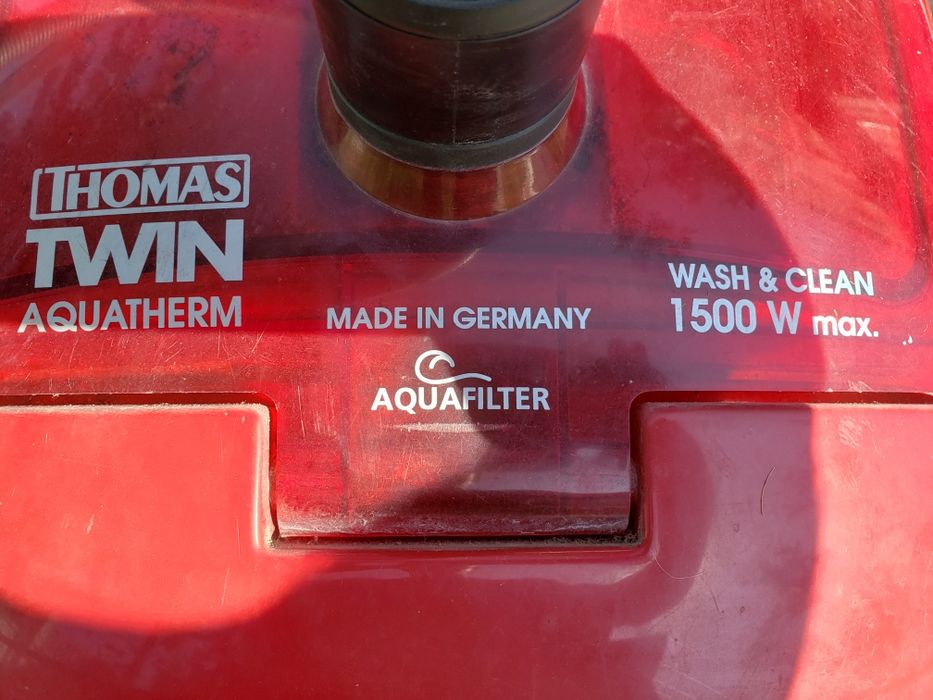 THOMAS
TWIN
AQUATHERM
MADE IN GERMANY
AQUAFILTER
WASH & CLEAN
1500 W max.